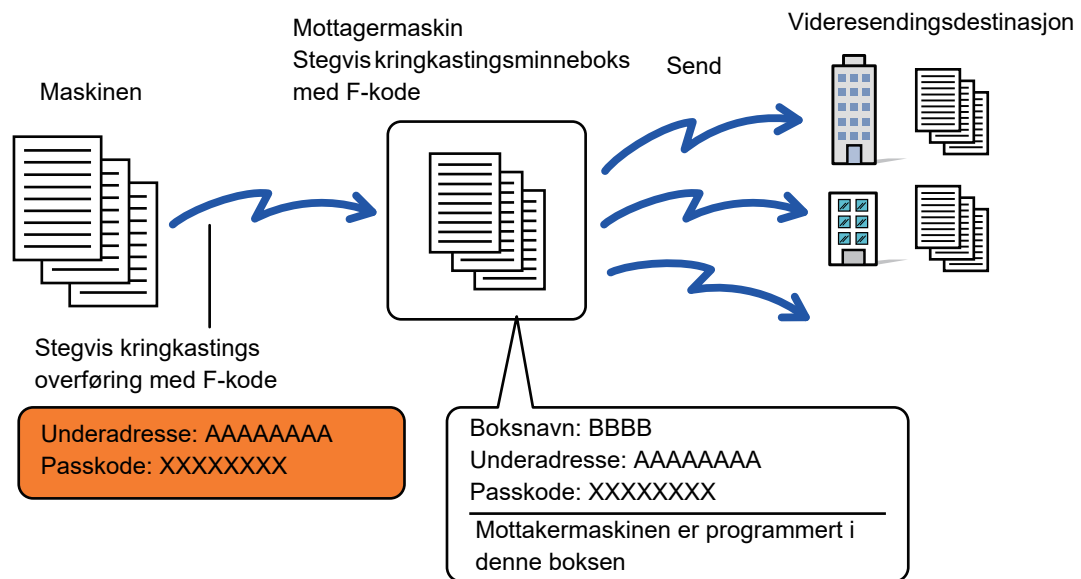 Maskinen
Mottagermaskin
Stegvis kringkastingsminneboks
med F-kode
Send
Videresendingsdestinasjon
Stegvis kringkastings
overføring med F-kode
Underadresse: AAAAAAAA
Passkode: XXXXXXXX
Boksnavn: BBBB
Underadresse: AAAAAAAA
Passkode: XXXXXXXX
Mottakermaskinen er programmert i
denne boksen